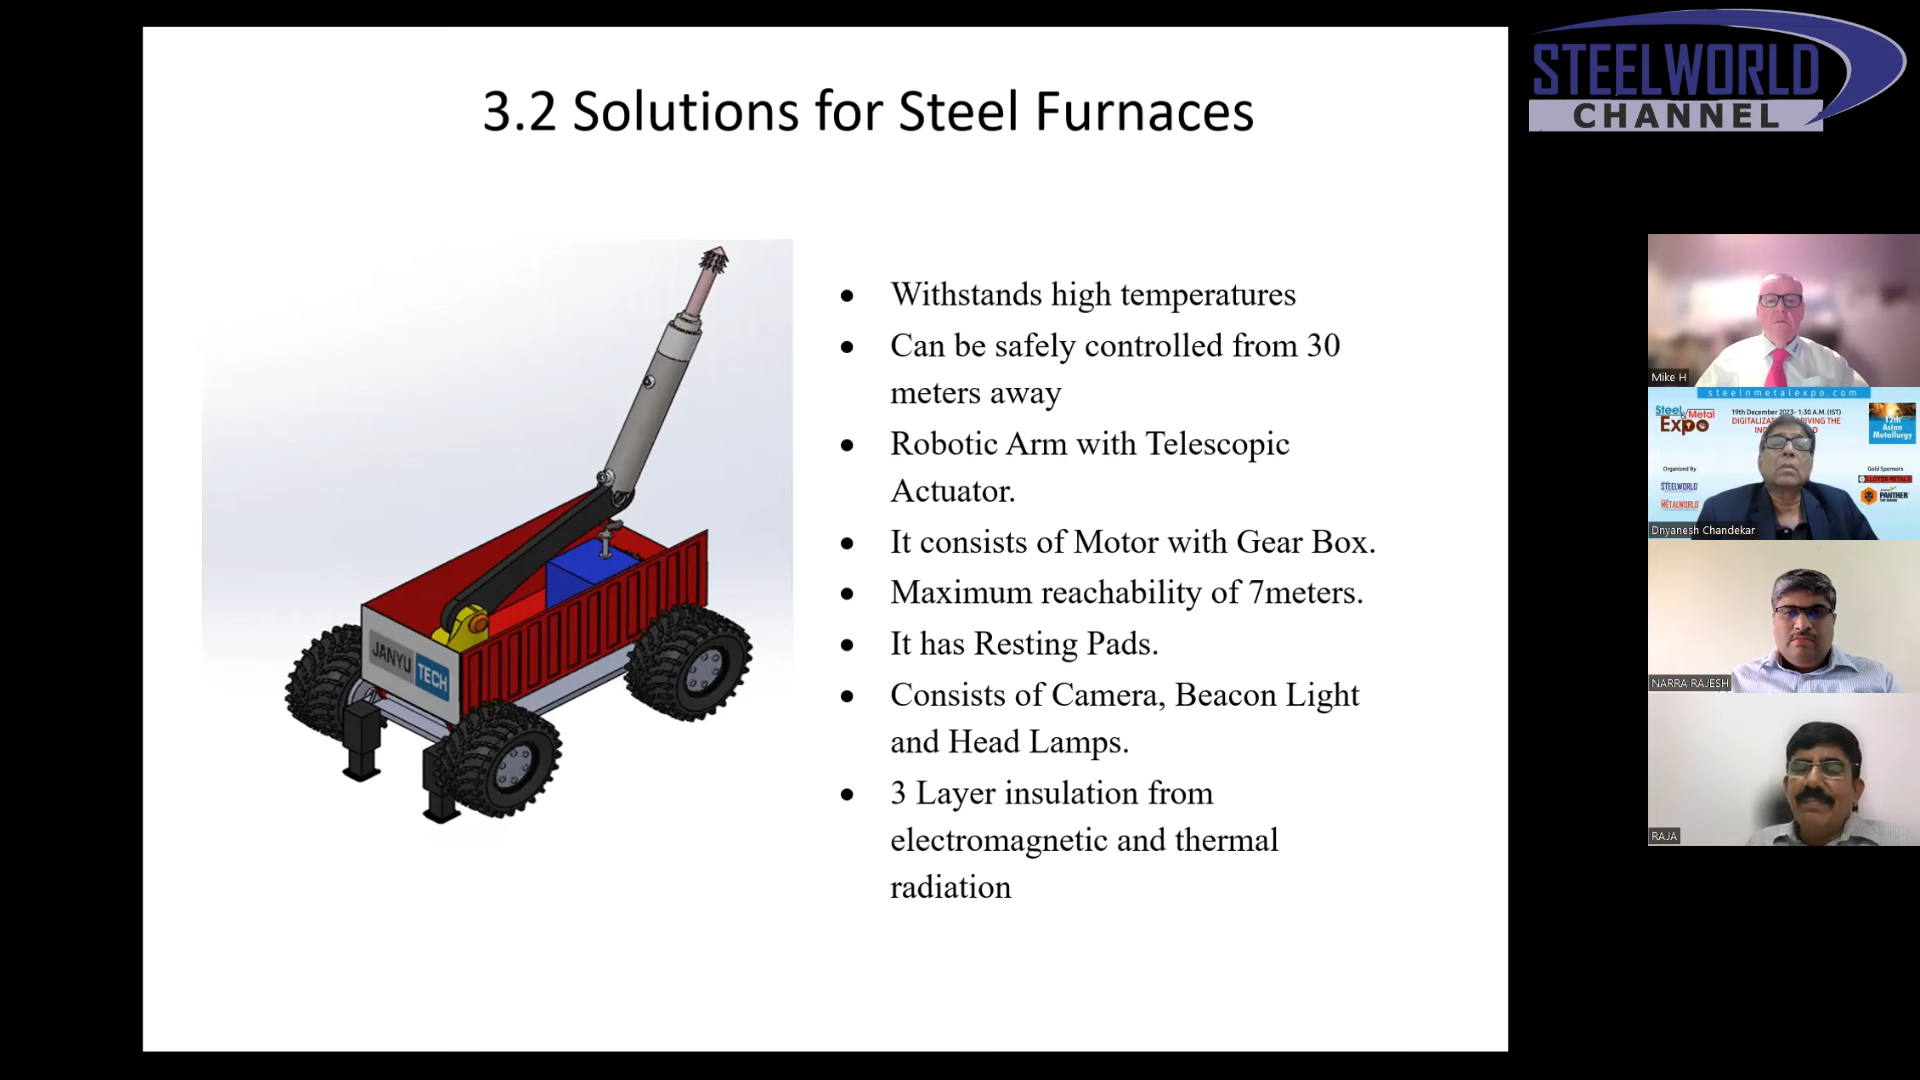 STEELWORLD
CHANNEL
3.2 Solutions for Steel Furnaces
JANYU TECH
• Withstands high temperatures
• Can be safely controlled from 30
meters away
• Robotic Arm with Telescopic
Actuator.
• It consists of Motor with Gear Box.
• Maximum reachability of 7meters.
• It has Resting Pads.
• Consists of Camera, Beacon Light
and Head Lamps.
• 3 Layer insulation from
electromagnetic and thermal
radiation
Mike H
steelnmetalexpo.com
Steel & Metal
Expo
19th December 2023- 1:30 A.M. (IST)
12th
Asian
Metallurgy
Organized By
STEELWORLD
METALWORLD
Gold Sponsors
LLOYDS METALS
PANTHER
Dnyanesh Chandekar
NARRA RAJESH
RAJA